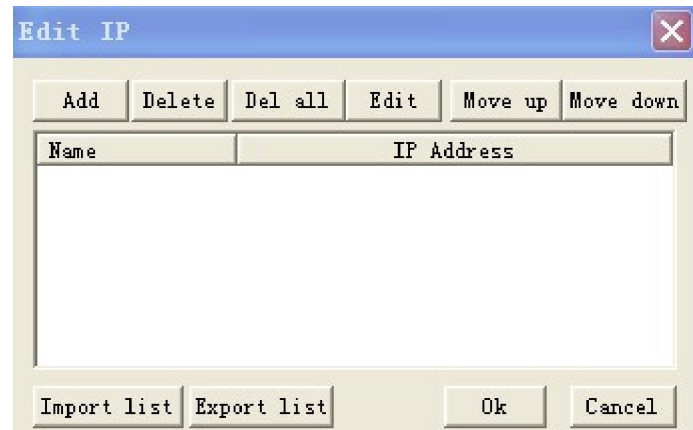 Edit IP
Add Delete Del all Edit Move up Move down
Name IP Address
Import list Export list Ok Cancel